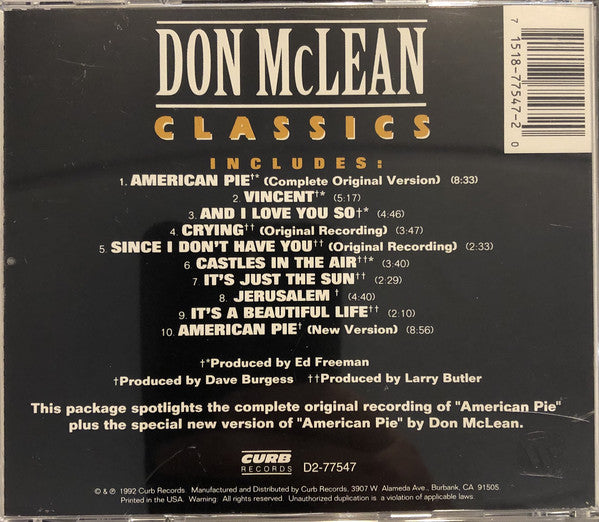 DON McLEAN
CLASSICS
INCLUDES:
1. AMERICAN PIE†* (Complete Original Version) (8:33)
2. VINCENT†* (5:17)
3. AND I LOVE YOU SO†* (4:46)
4. CRYING†† (Original Recording) (3:47)
5. SINCE I DON'T HAVE YOU†† (Original Recording) (2:33)
6. CASTLES IN THE AIR††* (3:40)
7. IT'S JUST THE SUN†† (2:29)
8. JERUSALEM † (4:40)
9. IT'S A BEAUTIFUL LIFE†† (2:10)
10. AMERICAN PIE† (New Version) (8:56)
†*Produced by Ed Freeman
†Produced by Dave Burgess ††Produced by Larry Butler
This package spotlights the complete original recording of "American Pie"
plus the special new version of "American Pie" by Don McLean.
CURB
RECORDS D2-77547
© & ℗ 1992 Curb Records. Manufactured and Distributed by Curb Records, 3907 W. Alameda Ave., Burbank, CA 91505.
Printed in the USA. Warning: All rights reserved. Unauthorized duplication is a violation of applicable laws.
7 1518-77547-2 0